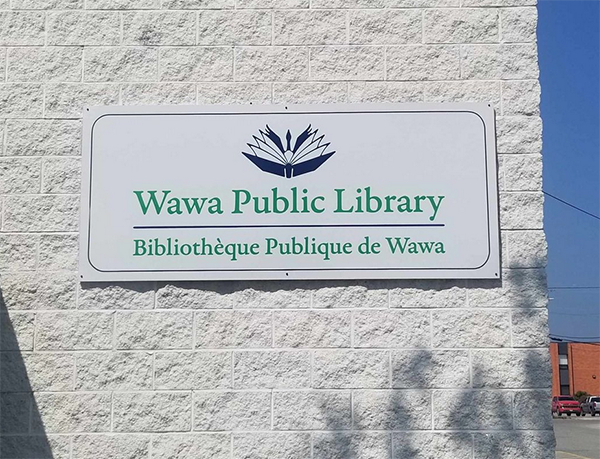 Wawa Public Library
Bibliothèque Publique de Wawa